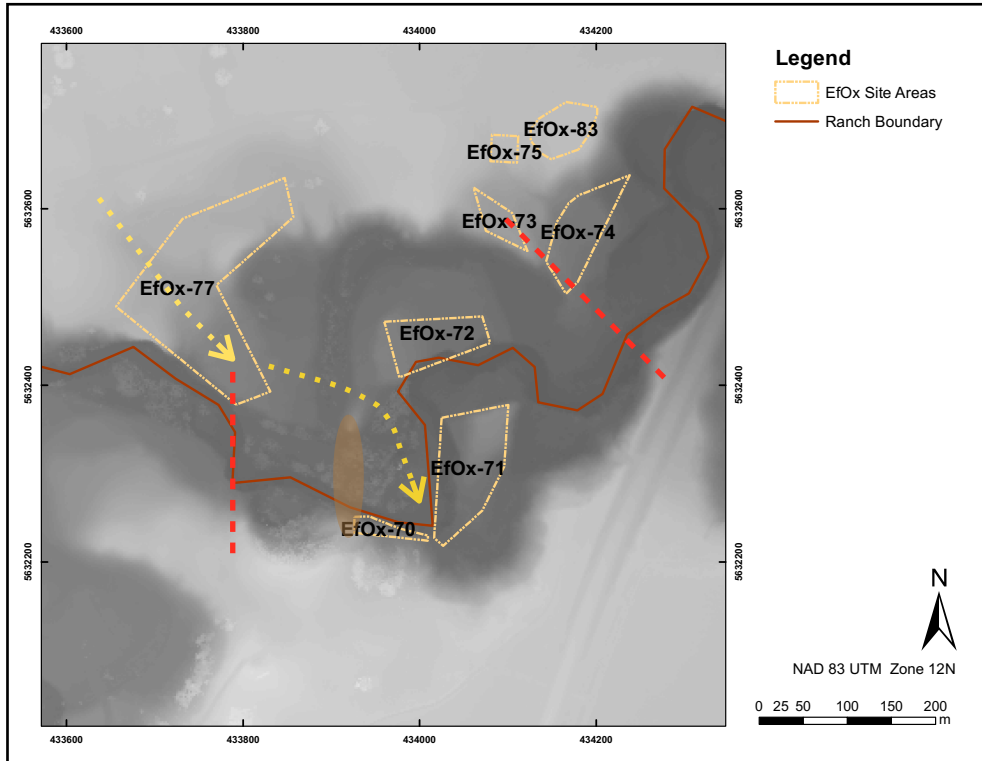 433600
433800
434000
434200
Legend
EfOx Site Areas
Ranch Boundary
EfOx-83
EfOx-75
5632600
5632600
EfOx-73
EfOx-74
EfOx-77
EfOx-72
5632400
5632400
EfOx-71
EfOx-70
5632200
5632200
N
NAD 83 UTM Zone 12N
0 25 50 100 150 200
m
433600
433800
434000
434200